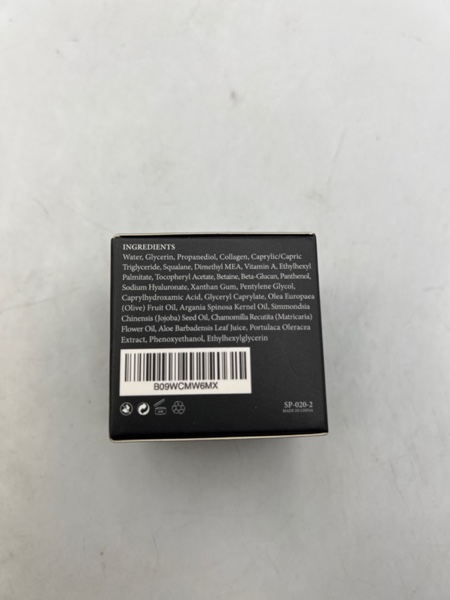 INGREDIENTS
Water, Glycerin, Propanediol, Collagen, Caprylic/Capric
Triglyceride, Squalane, Dimethyl MEA, Vitamin A, Ethylhexyl
Palmitate, Tocopheryl Acetate, Betaine, Beta-Glucan, Panthenol,
Sodium Hyaluronate, Xanthan Gum, Pentylene Glycol,
Caprylhydroxamic Acid, Glyceryl Caprylate, Olea Europaea
(Olive) Fruit Oil, Argania Spinosa Kernel Oil, Simmondsia
Chinensis (Jojoba) Seed Oil, Chamomilla Recutita (Matricaria)
Flower Oil, Aloe Barbadensis Leaf Juice, Portulaca Oleracea
Extract, Phenoxyethanol, Ethylhexylglycerin
B09WCMW6MX
SP-020-2
MADE IN CHINA